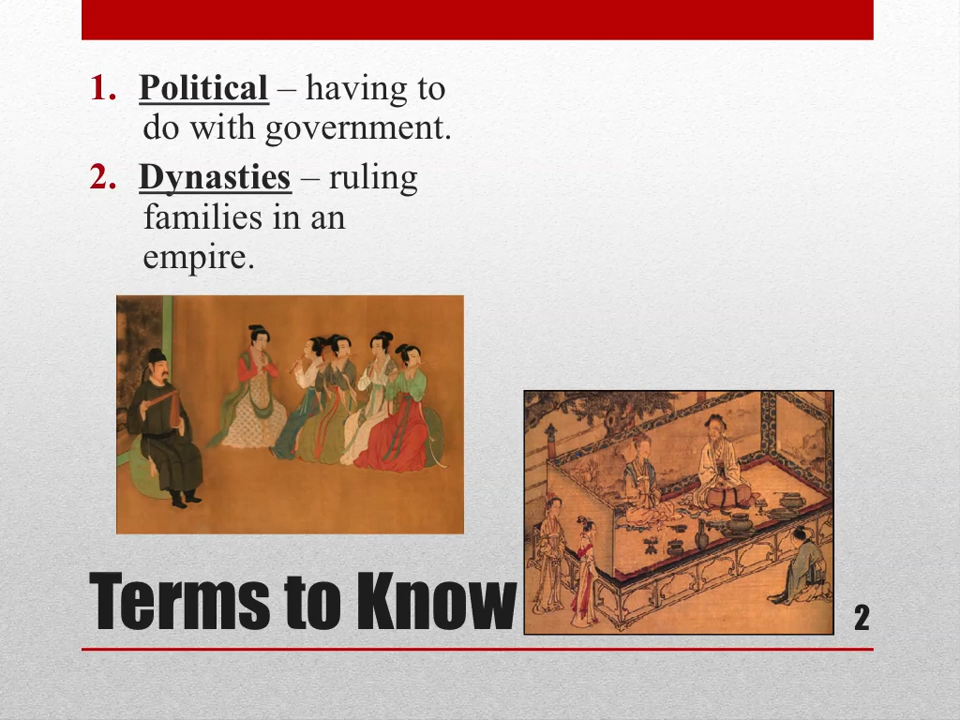 1. Political – having to
do with government.
2. Dynasties – ruling
families in an
empire.
Terms to Know
2